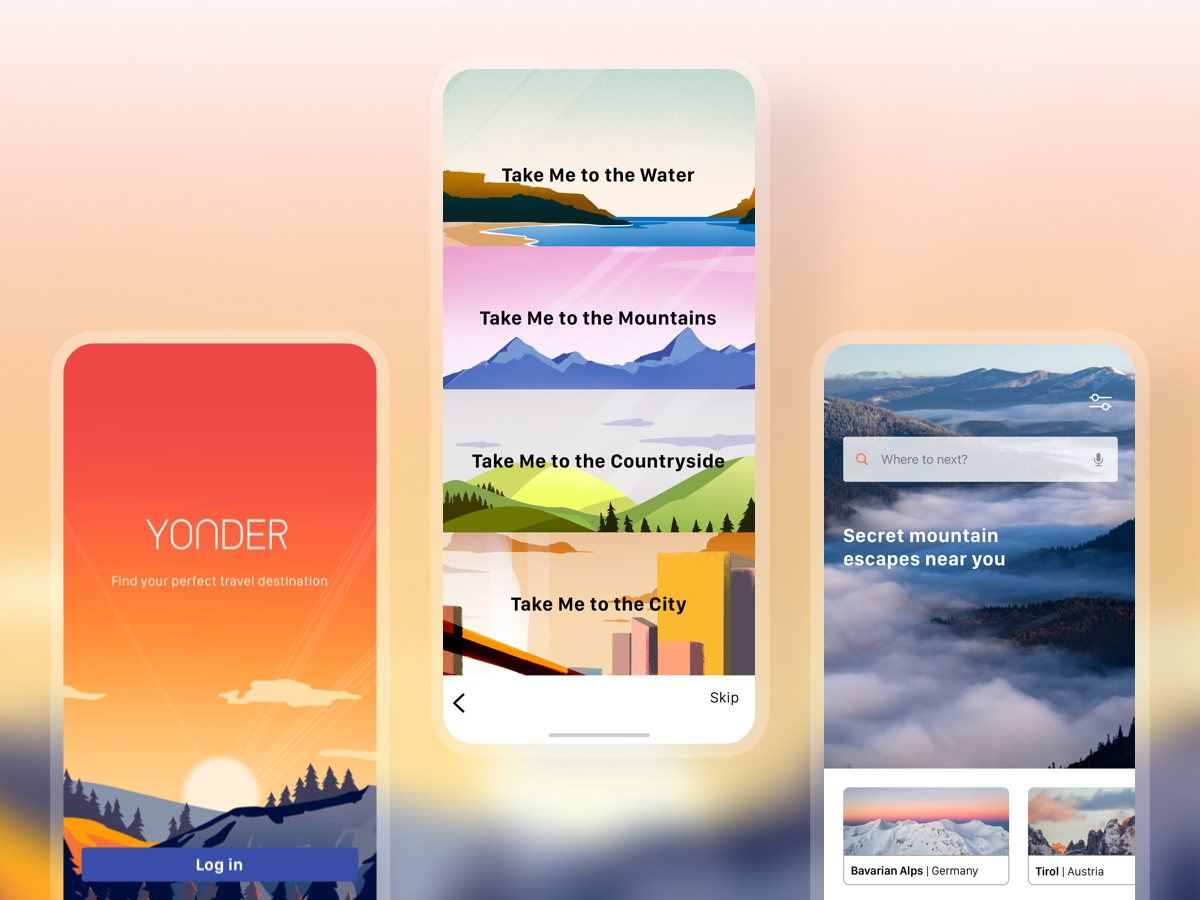 YONDER
Find your perfect travel destination
Log in
Take Me to the Water
Take Me to the Mountains
Take Me to the Countryside
Take Me to the City
Skip
Where to next?
Secret mountain
escapes near you
Bavarian Alps | Germany
Tirol | Austria